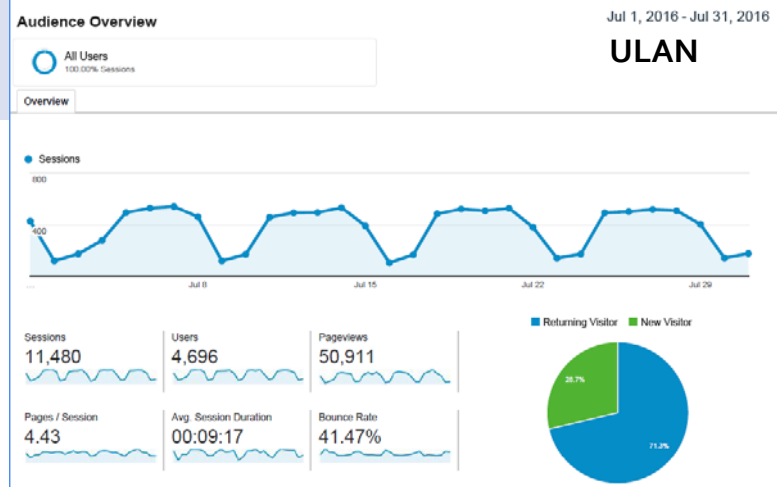 Audience Overview
Jul 1, 2016 - Jul 31, 2016
ULAN
All Users
100.00% Sessions
Overview
Sessions
800
400
...
Jul 8
Jul 15
Jul 22
Jul 29
Returning Visitor New Visitor
Sessions
11,480
Users
4,696
Pageviews
50,911
Pages / Session
4.43
Avg. Session Duration
00:09:17
Bounce Rate
41.47%
28.7%
71.3%